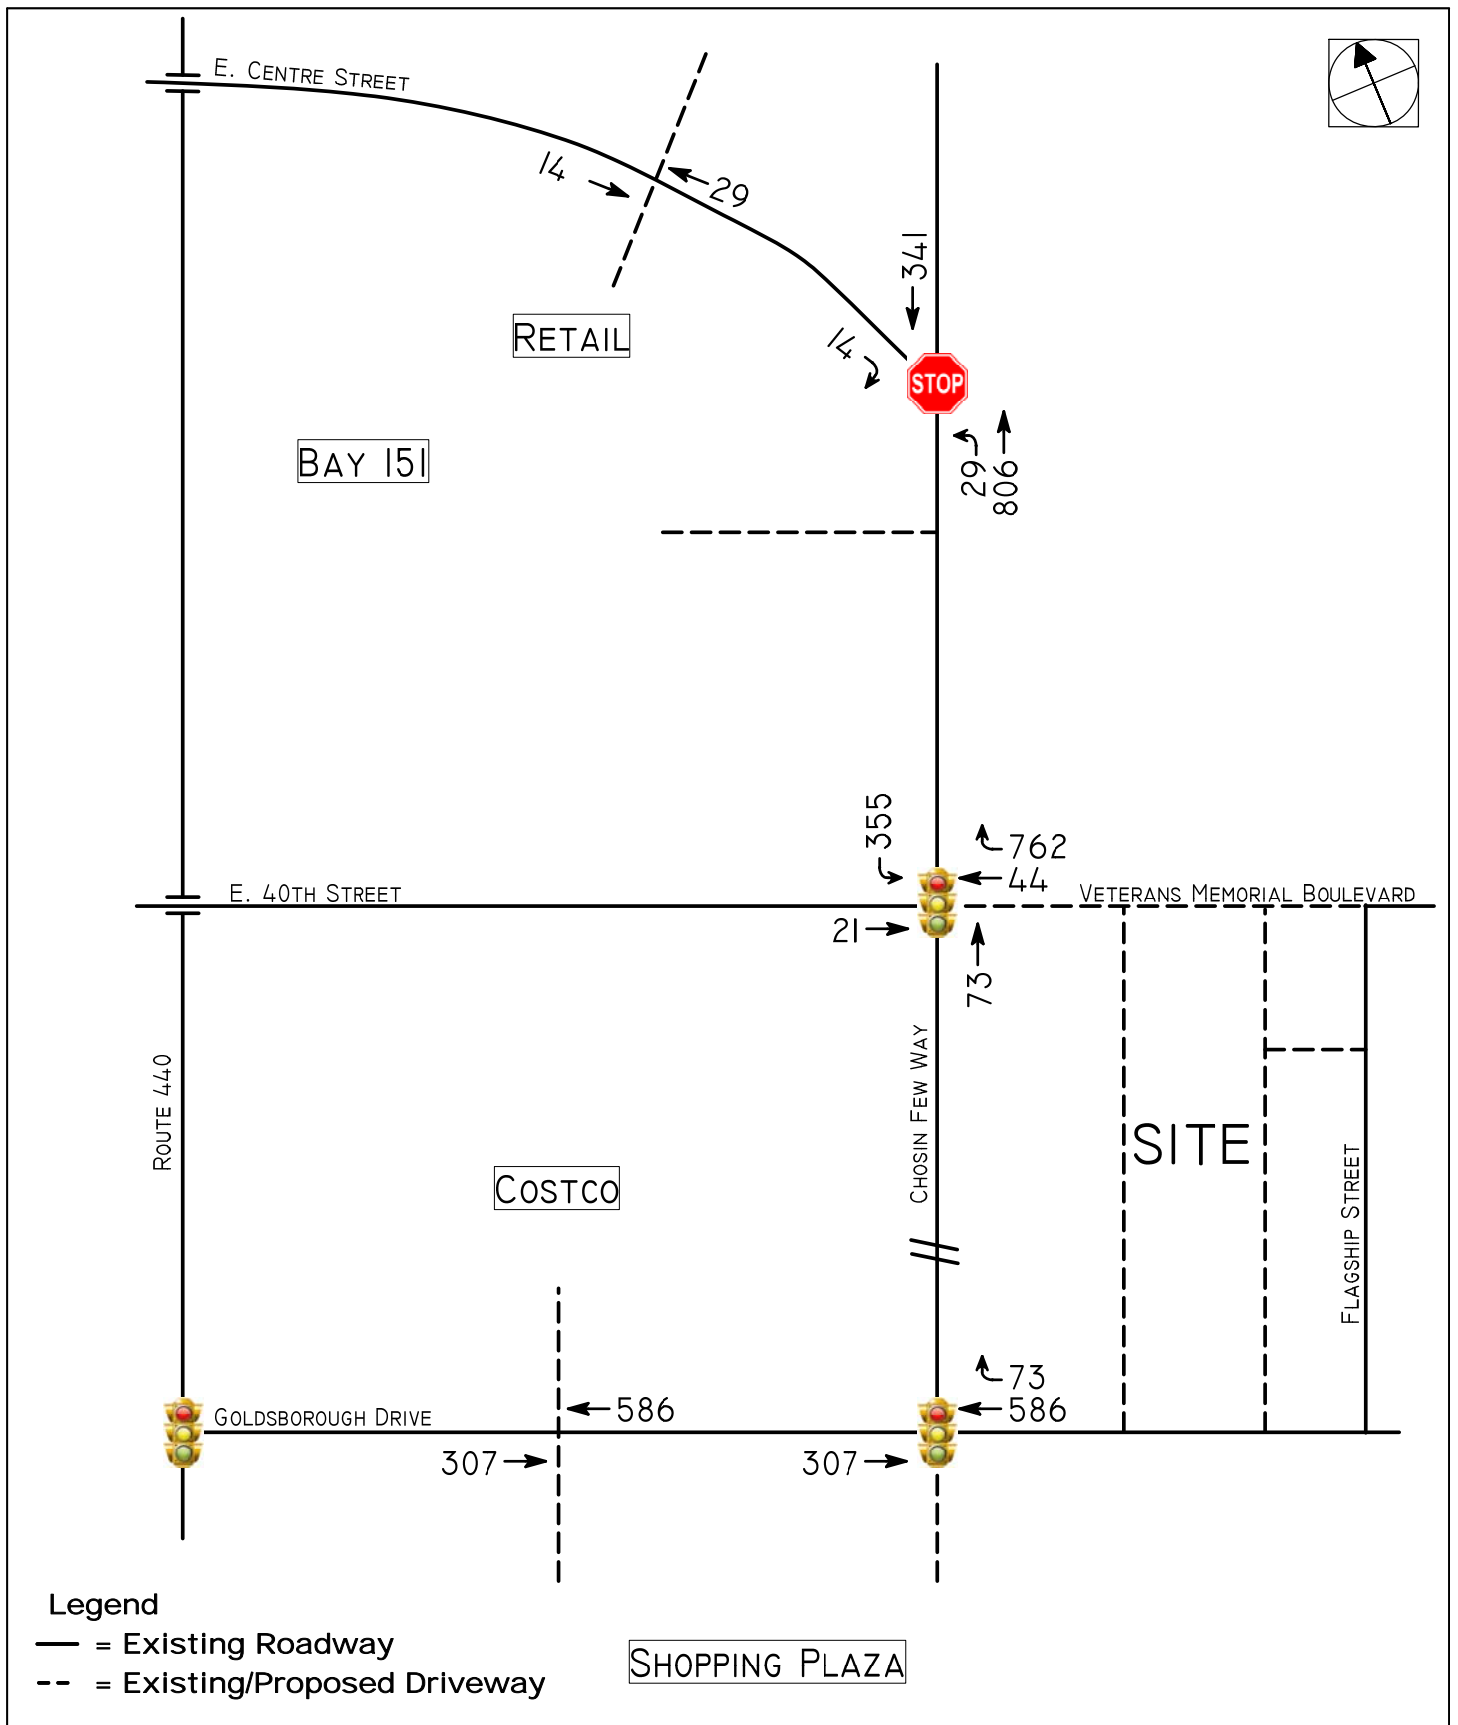 E. CENTRE STREET
14
29
341
RETAIL
14
STOP
BAY 151
29
806
355
762
44
E. 40TH STREET
VETERANS MEMORIAL BOULEVARD
21
73
ROUTE 440
CHOSIN FEW WAY
SITE
FLAGSHIP STREET
COSTCO
73
586
586
GOLDSBOROUGH DRIVE
307
307
Legend
= Existing Roadway
= Existing/Proposed Driveway
SHOPPING PLAZA